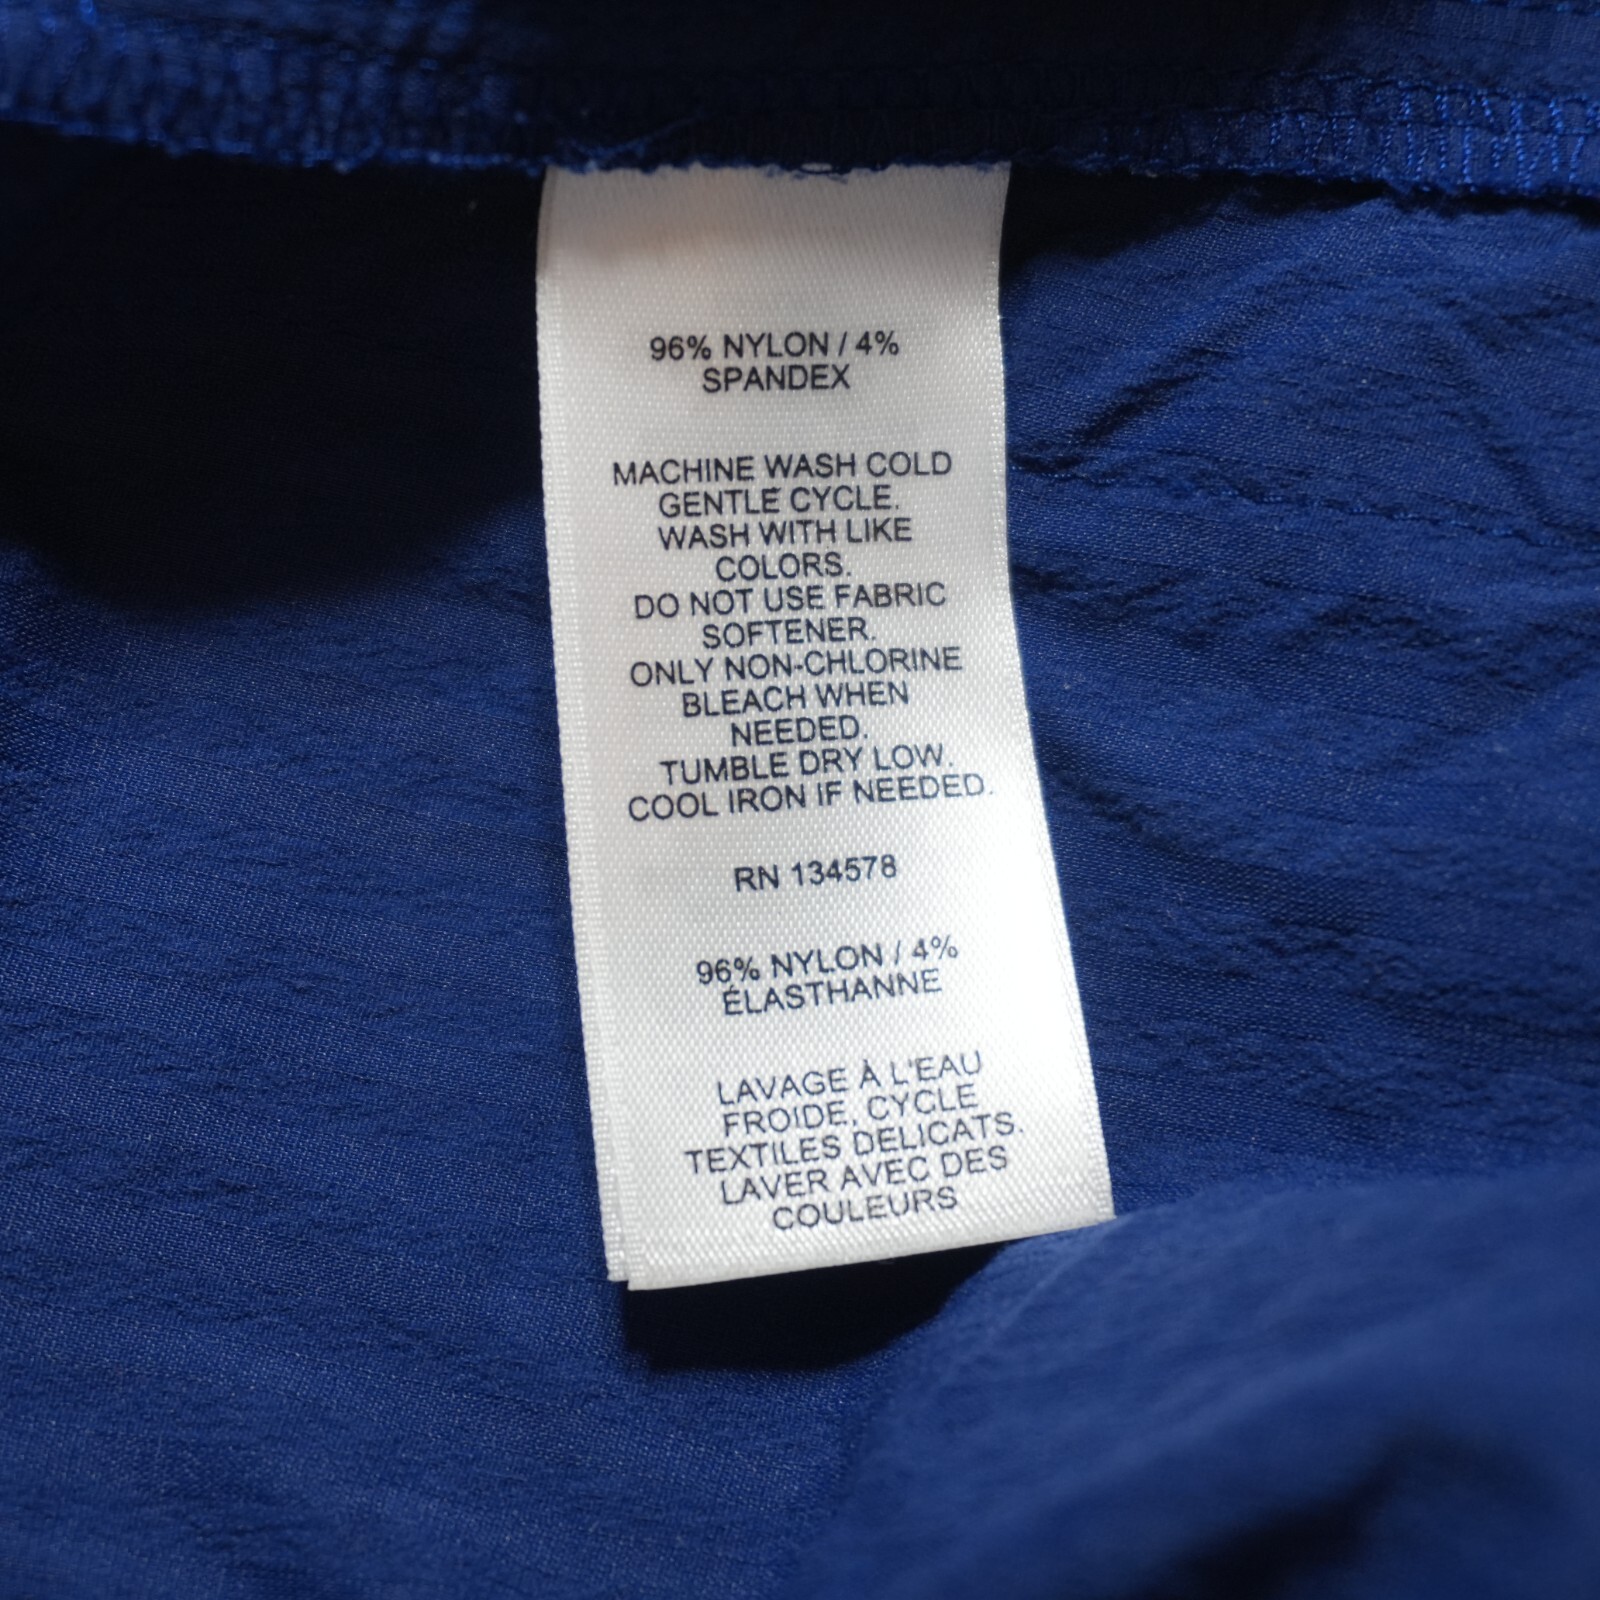 96% NYLON / 4%
SPANDEX
MACHINE WASH COLD
GENTLE CYCLE.
WASH WITH LIKE
COLORS.
DO NOT USE FABRIC
SOFTENER.
ONLY NON-CHLORINE
BLEACH WHEN
NEEDED.
TUMBLE DRY LOW.
COOL IRON IF NEEDED.
RN 134578
96% NYLON / 4%
ÉLASTHANNE
LAVAGE À L'EAU
FROIDE, CYCLE
TEXTILES DELICATS.
LAVER AVEC DES
COULEURS